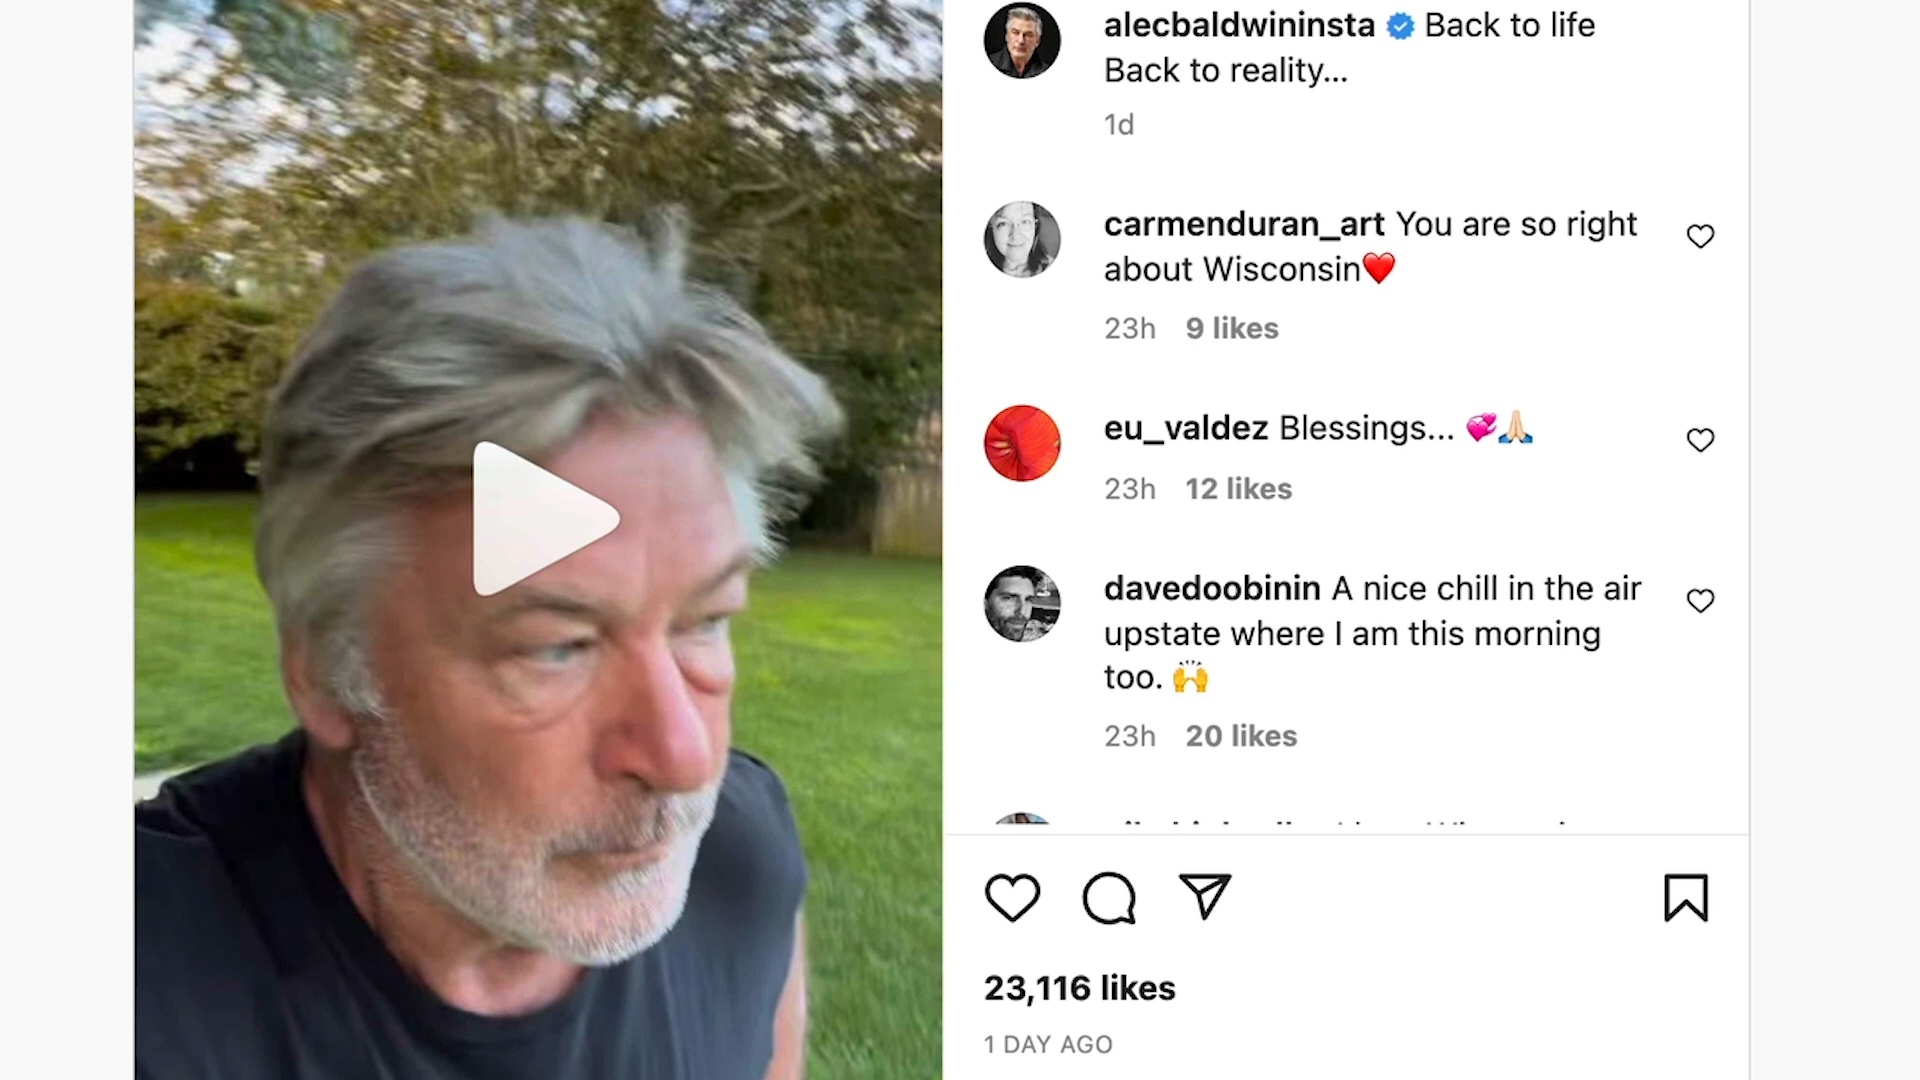 alecbaldwininsta Back to life
Back to reality...
1d
carmenduran_art You are so right
about Wisconsin❤️
23h 9 likes
eu_valdez Blessings... 💞🙏🏼
23h 12 likes
davedoobinin A nice chill in the air
upstate where I am this morning
too. 🙌
23h 20 likes
23,116 likes
1 DAY AGO